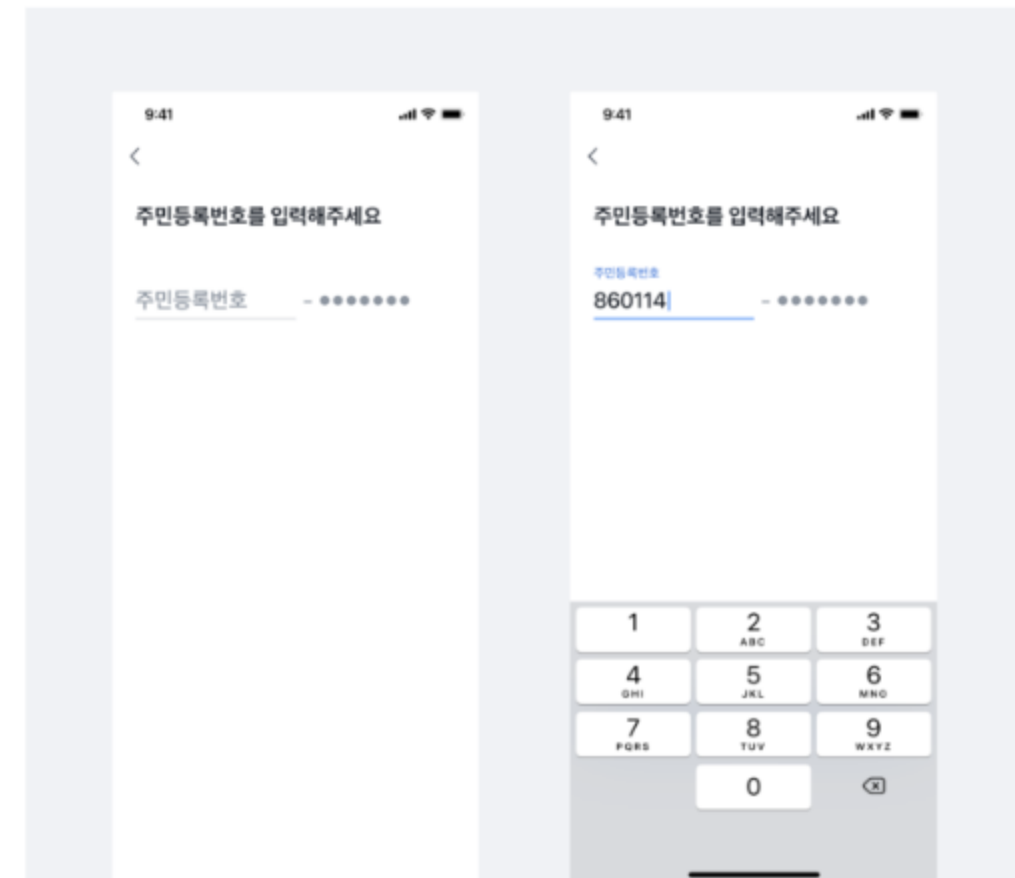 9:41
주민등록번호를 입력해주세요
주민등록번호 - ●●●●●●●
9:41
주민등록번호를 입력해주세요
주민등록번호
860114 - ●●●●●●●
1 2 3
ABC DEF
4 5 6
GHI JKL MNO
7 8 9
PQRS TUV WXYZ
0